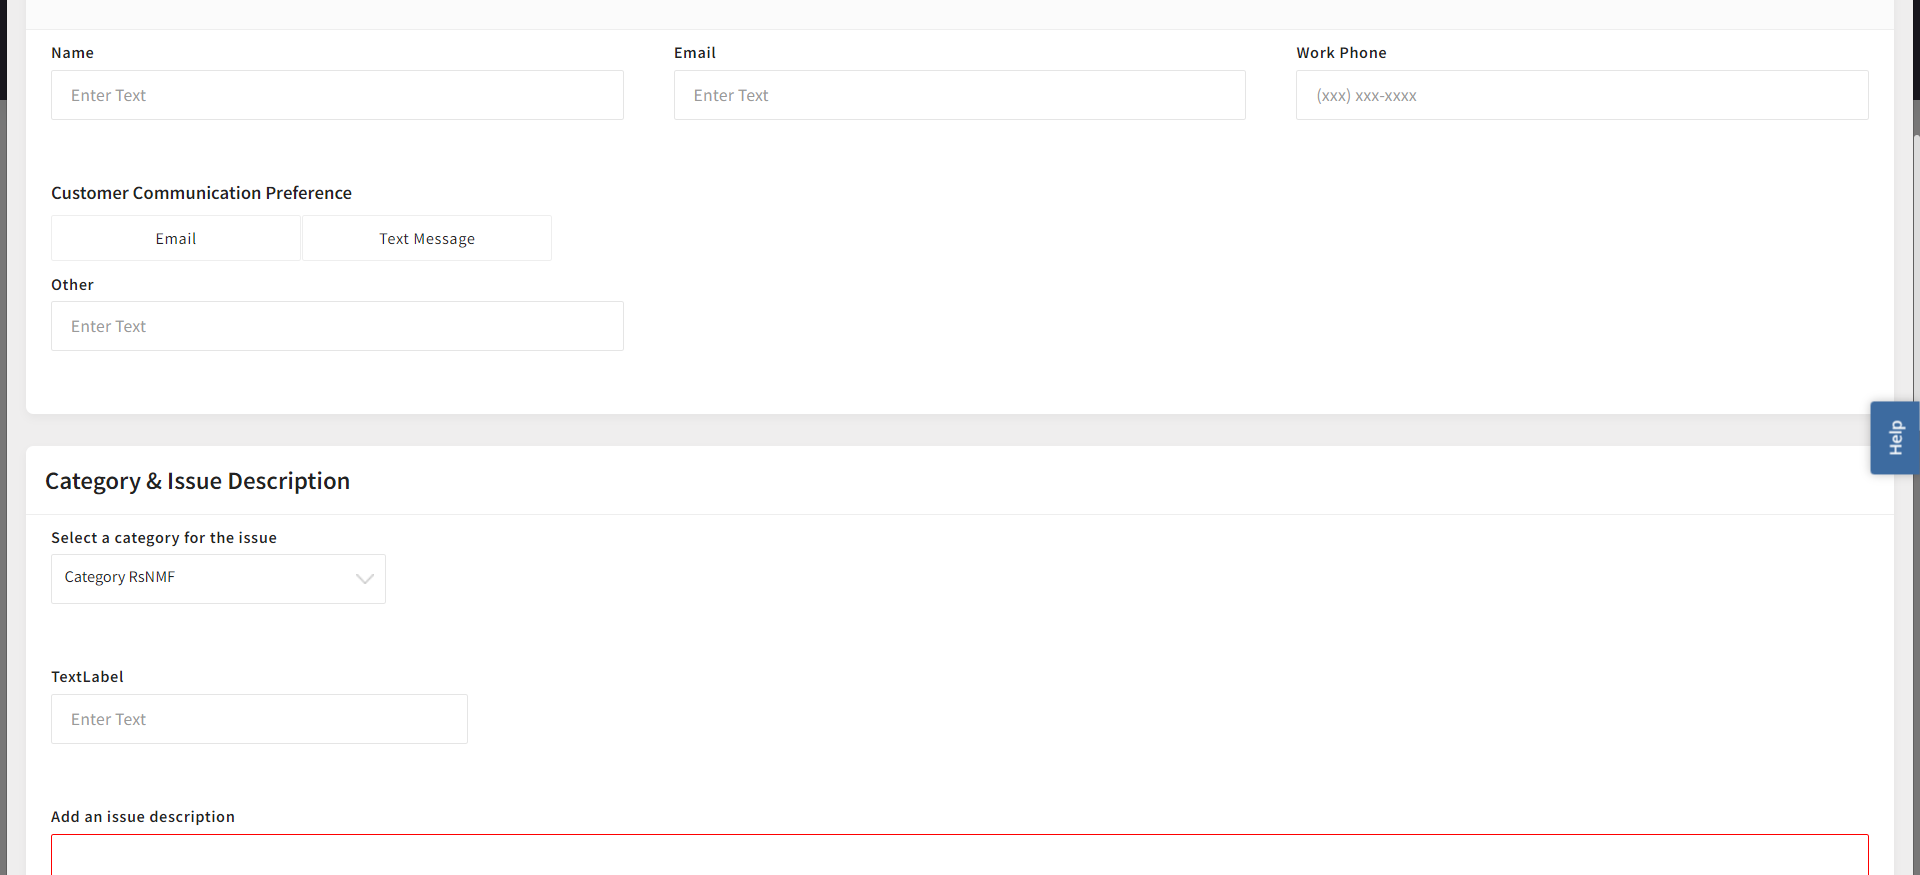 Name
Email
Work Phone
Enter Text
Enter Text
(xxx) xxx-xxxx
Customer Communication Preference
Email
Text Message
Other
Enter Text
Help
Category & Issue Description
Select a category for the issue
Category RsNMF
TextLabel
Enter Text
Add an issue description